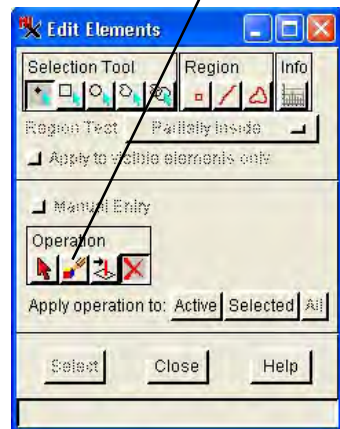 Edit Elements
Selection Tool Region Info
Region Test Partially Inside
Apply to visible elements only
Manual Entry
Operation
Apply operation to: Active Selected All
Select Close Help